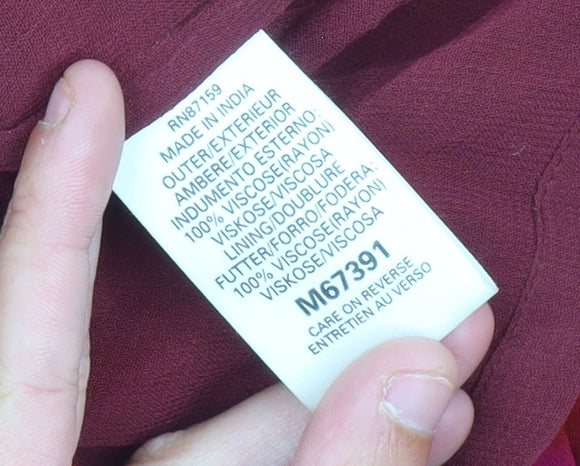 RN87159
MADE IN INDIA
OUTER/EXTERIEUR
AMBERE/EXTERIOR
INDUMENTO ESTERNO:
100% VISCOSE(RAYON)
VISKOSE/VISCOSA
LINING/DOUBLURE
FUTTER/FORRO/FODERA:
100% VISCOSE(RAYON)
VISKOSE/VISCOSA
M67391
CARE ON REVERSE
ENTRETIEN AU VERSO